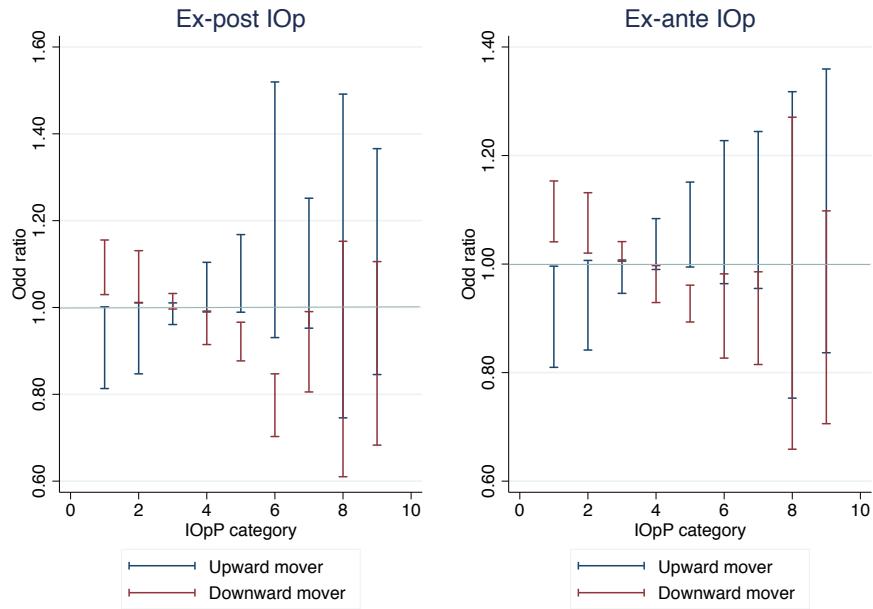 Ex-post IOp
Odd ratio
1.60
1.40
1.20
1.00
0.80
0.60
0 2 4 6 8 10
IOpP category
Upward mover
Downward mover
Ex-ante IOp
Odd ratio
1.40
1.20
1.00
0.80
0.60
0 2 4 6 8 10
IOpP category
Upward mover
Downward mover